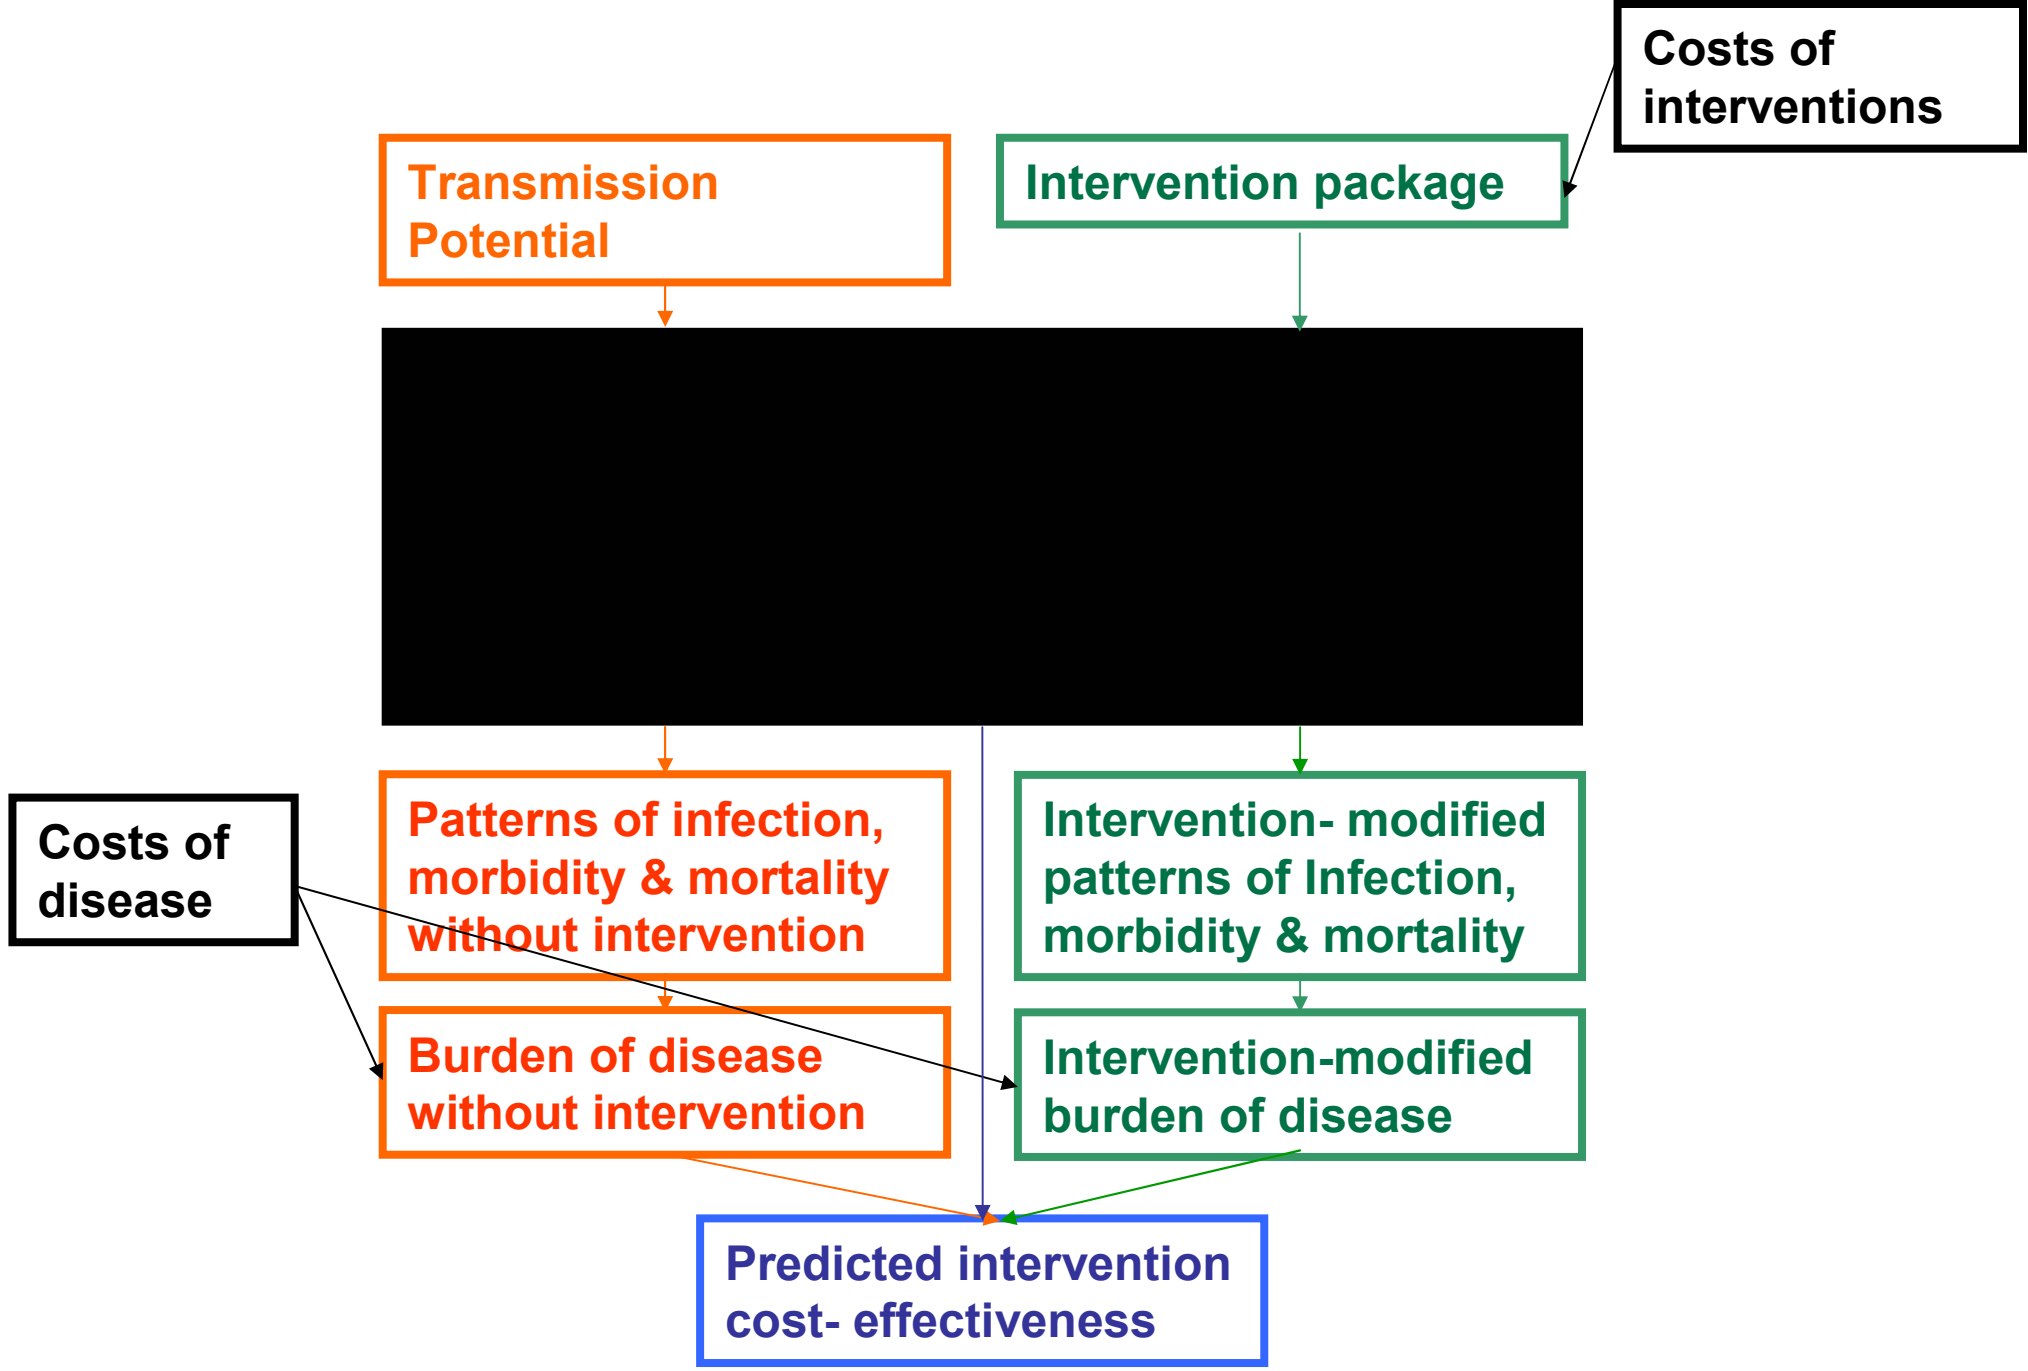 Costs of
interventions
Transmission
Potential
Intervention package
Costs of
disease
Patterns of infection,
morbidity & mortality
without intervention
Intervention- modified
patterns of Infection,
morbidity & mortality
Burden of disease
without intervention
Intervention-modified
burden of disease
Predicted intervention
cost- effectiveness